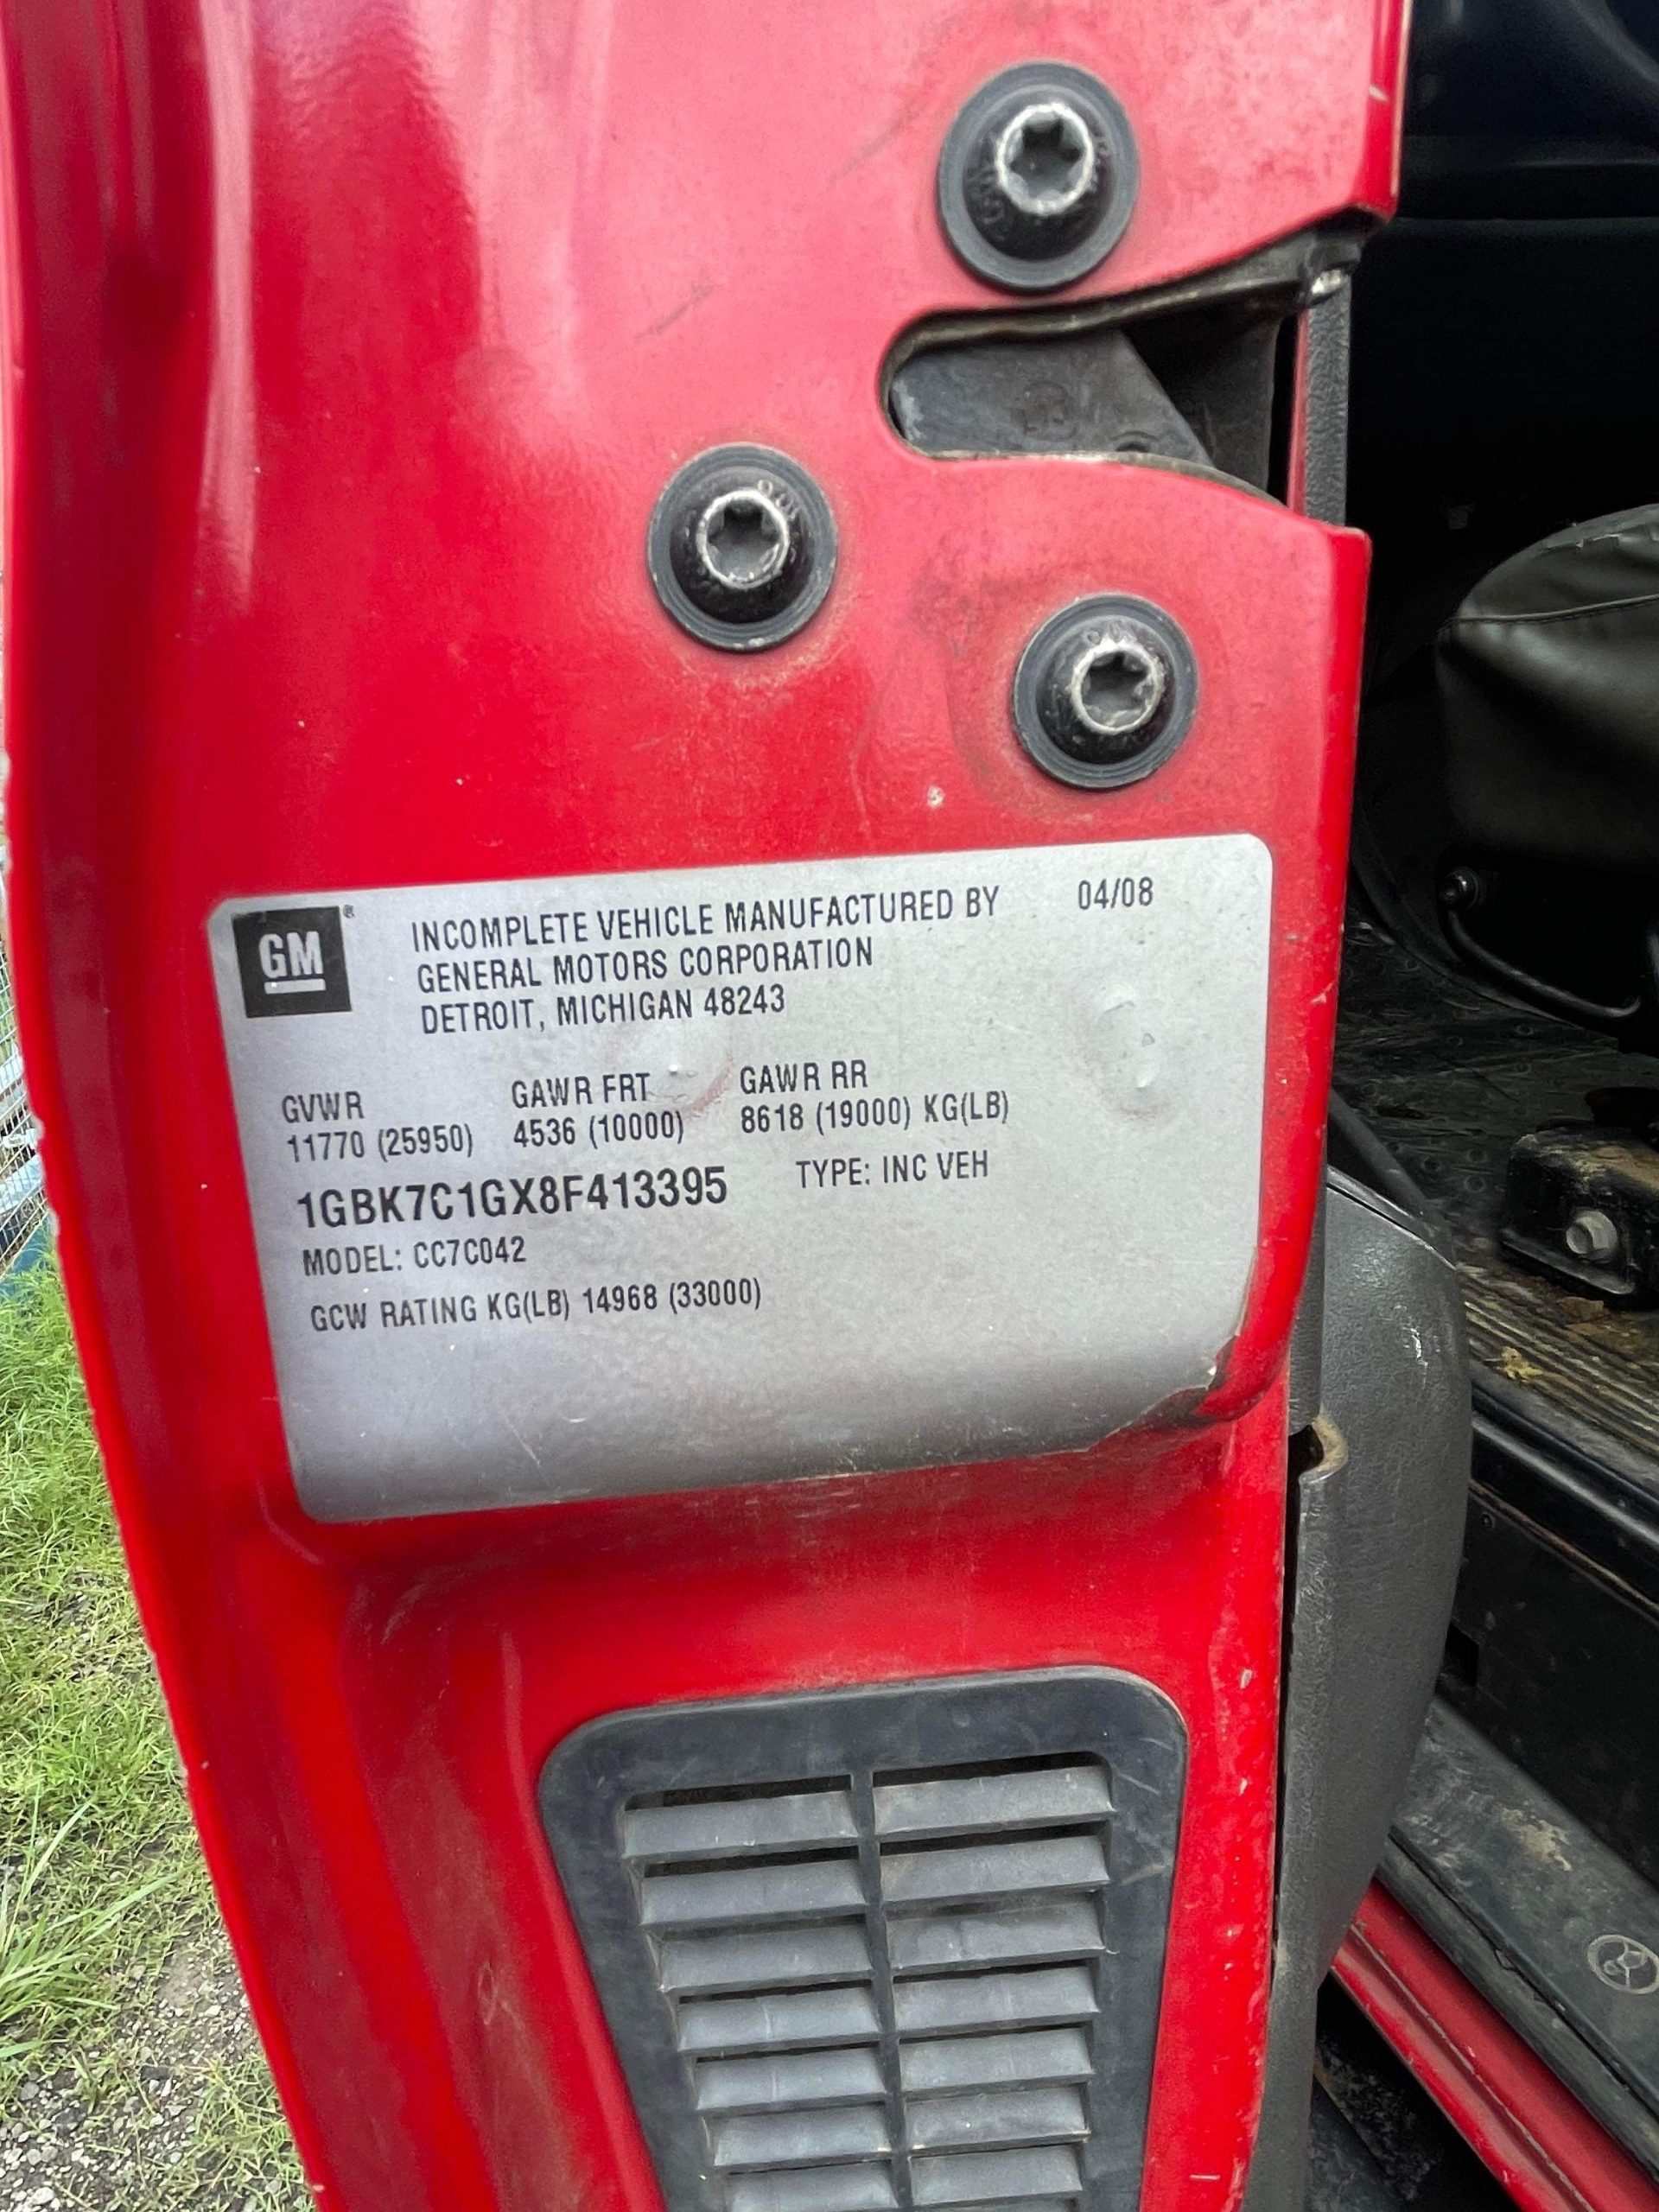 GM®
INCOMPLETE VEHICLE MANUFACTURED BY 04/08
GENERAL MOTORS CORPORATION
DETROIT, MICHIGAN 48243
GVWR GAWR FRT GAWR RR
11770 (25950) 4536 (10000) 8618 (19000) KG(LB)
1GBK7C1GX8F413395 TYPE: INC VEH
MODEL: CC7C042
GCW RATING KG(LB) 14968 (33000)